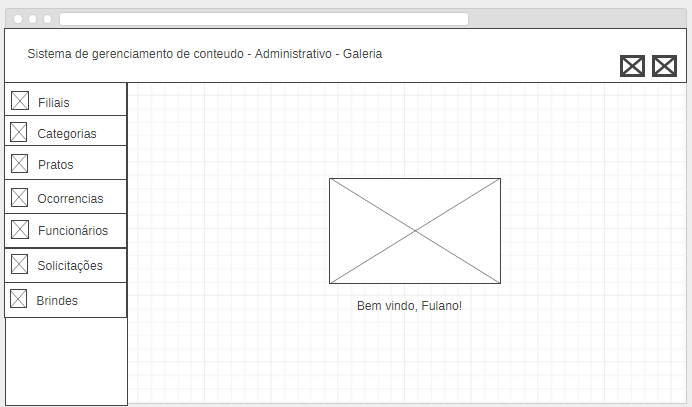 Sistema de gerenciamento de conteudo - Administrativo - Galeria
Filiais
Categorias
Pratos
Ocorrencias
Funcionários
Solicitações
Brindes
Bem vindo, Fulano!